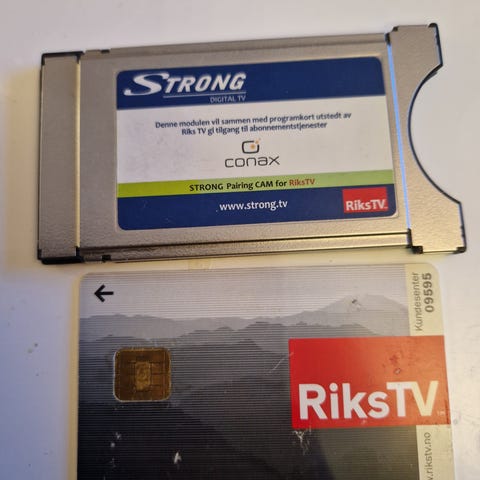 STRONG
DIGITAL TV
Denne modulen vil sammen med programkort utstedt av
Riks TV gi tilgang til abonnementstjenester
conax
STRONG Pairing CAM for RiksTV
www.strong.tv
RiksTV
Kundesenter
09595
RiksTV
.rikstv.no